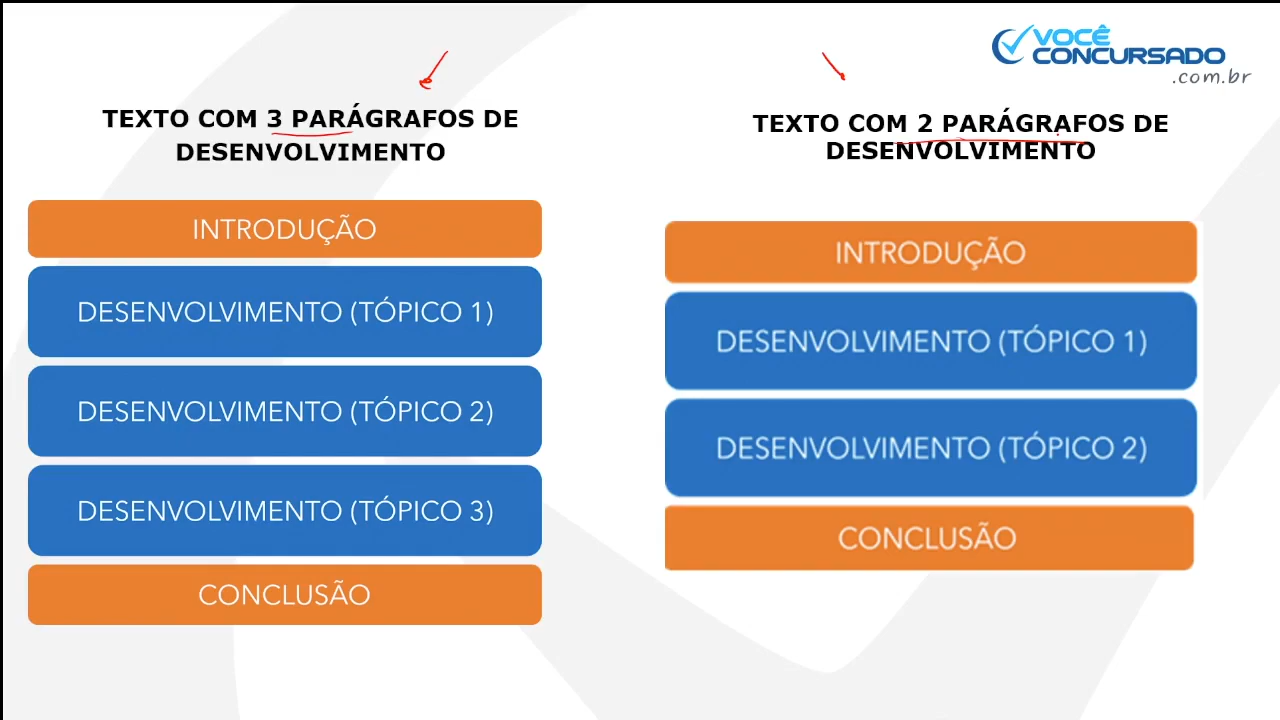 VOCÊ
CONCURSADO
.com.br
TEXTO COM 3 PARÁGRAFOS DE
DESENVOLVIMENTO
INTRODUÇÃO
DESENVOLVIMENTO (TÓPICO 1)
DESENVOLVIMENTO (TÓPICO 2)
DESENVOLVIMENTO (TÓPICO 3)
CONCLUSÃO
TEXTO COM 2 PARÁGRAFOS DE
DESENVOLVIMENTO
INTRODUÇÃO
DESENVOLVIMENTO (TÓPICO 1)
DESENVOLVIMENTO (TÓPICO 2)
CONCLUSÃO